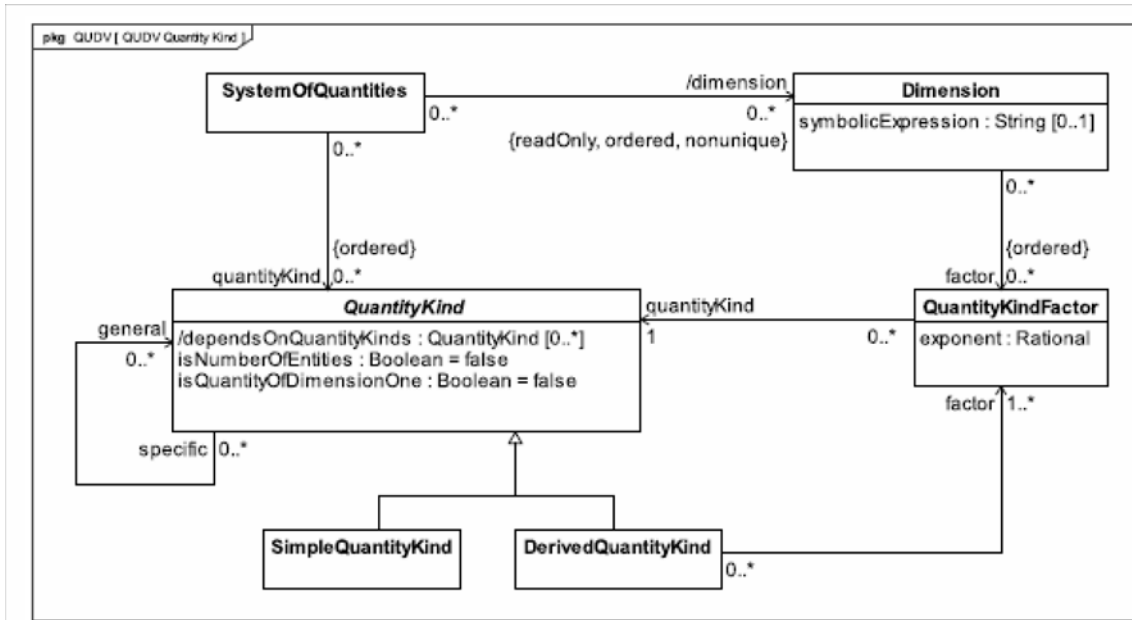 pkg QUDV [ QUDV Quantity Kind ]
SystemOfQuantities
/dimension
Dimension
0..*
0..*
symbolicExpression : String [0..1]
{readOnly, ordered, nonunique}
0..*
0..*
{ordered}
{ordered}
quantityKind
0..*
factor
0..*
QuantityKind
quantityKind
QuantityKindFactor
general
/dependsOnQuantityKinds : QuantityKind [0..*]
1
0..*
exponent : Rational
0..*
isNumberOfEntities : Boolean = false
isQuantityOfDimensionOne : Boolean = false
factor
1..*
specific
0..*
SimpleQuantityKind
DerivedQuantityKind
0..*